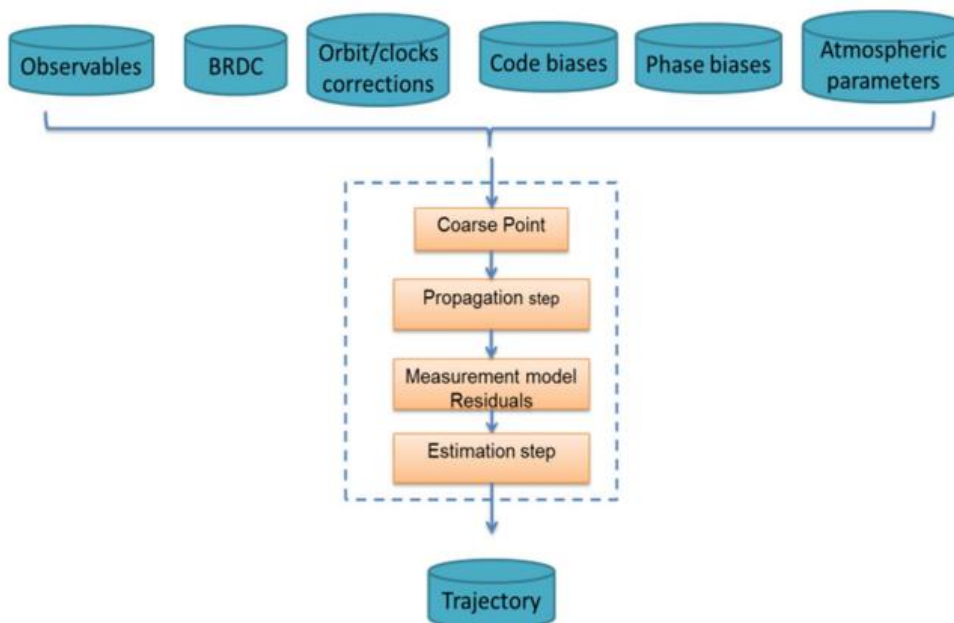 Observables
BRDC
Orbit/clocks
corrections
Code biases
Phase biases
Atmospheric
parameters
Coarse Point
Propagation step
Measurement model
Residuals
Estimation step
Trajectory